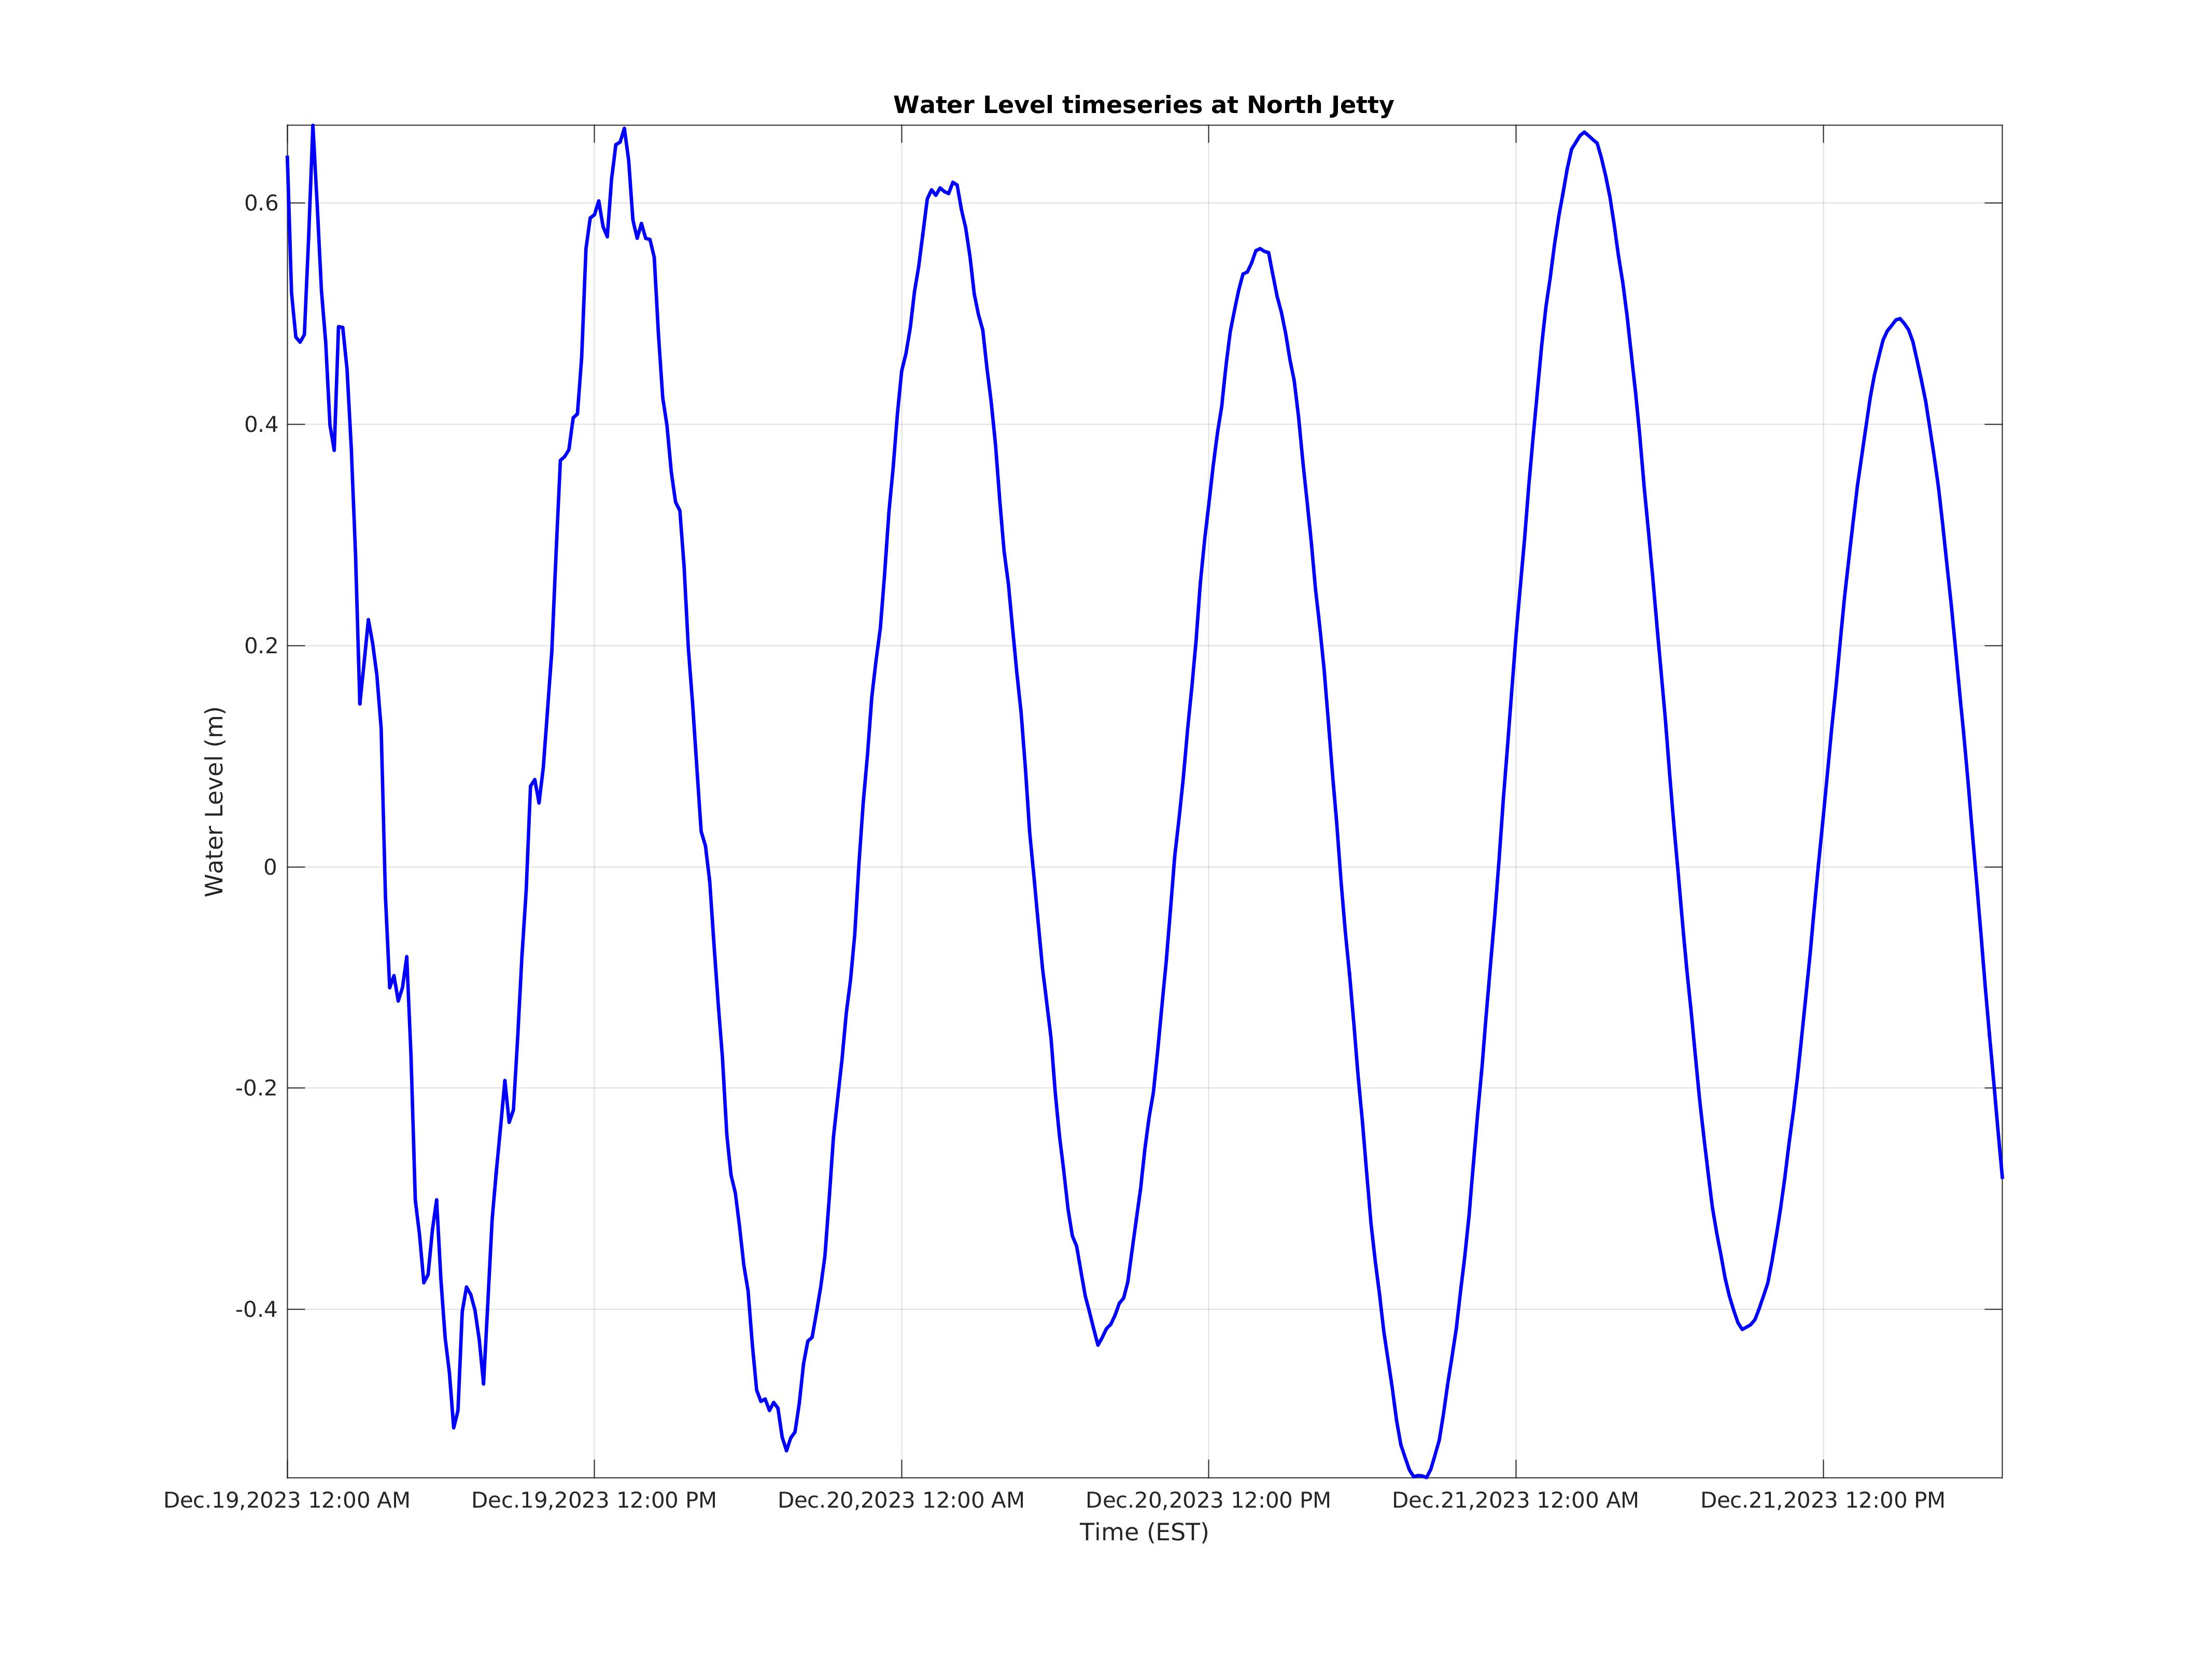 Water Level timeseries at North Jetty
0.6
0.4
0.2
0
-0.2
-0.4
Water Level (m)
Dec.19,2023 12:00 AM Dec.19,2023 12:00 PM Dec.20,2023 12:00 AM Dec.20,2023 12:00 PM Dec.21,2023 12:00 AM Dec.21,2023 12:00 PM
Time (EST)